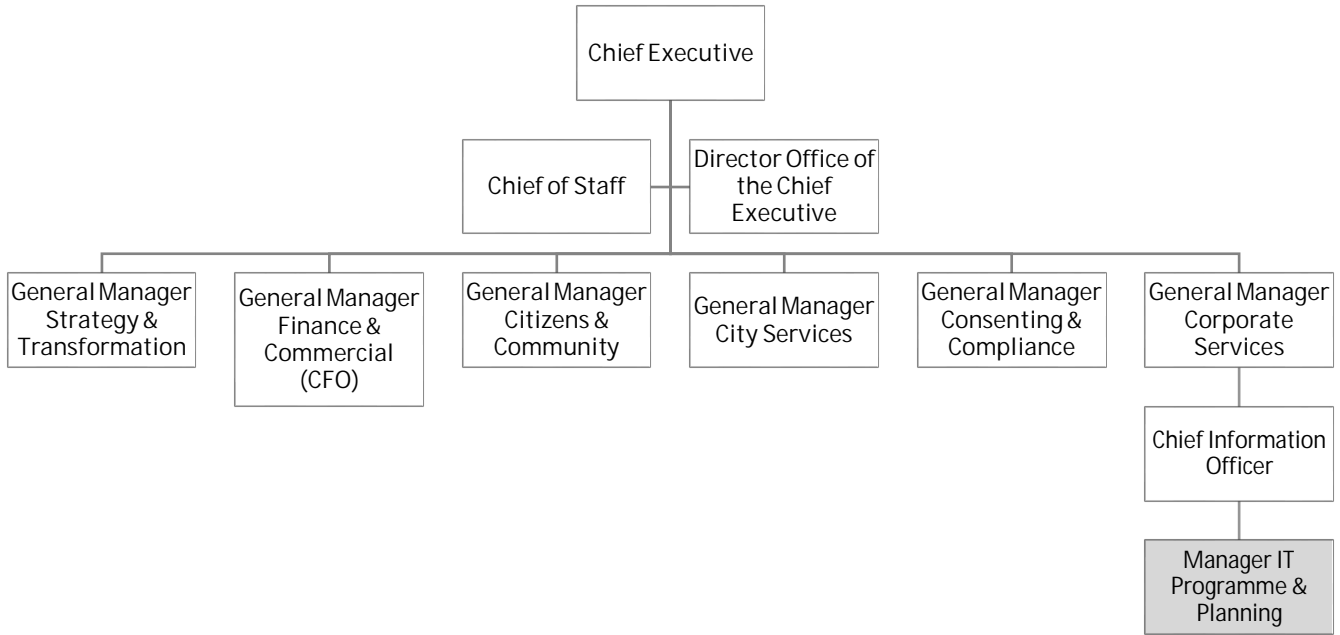 Chief Executive
Chief of Staff
Director Office of
the Chief
Executive
General Manager
Strategy &
Transformation
General Manager
Finance &
Commercial
(CFO)
General Manager
Citizens &
Community
General Manager
City Services
General Manager
Consenting &
Compliance
General Manager
Corporate
Services
Chief Information
Officer
Manager IT
Programme &
Planning